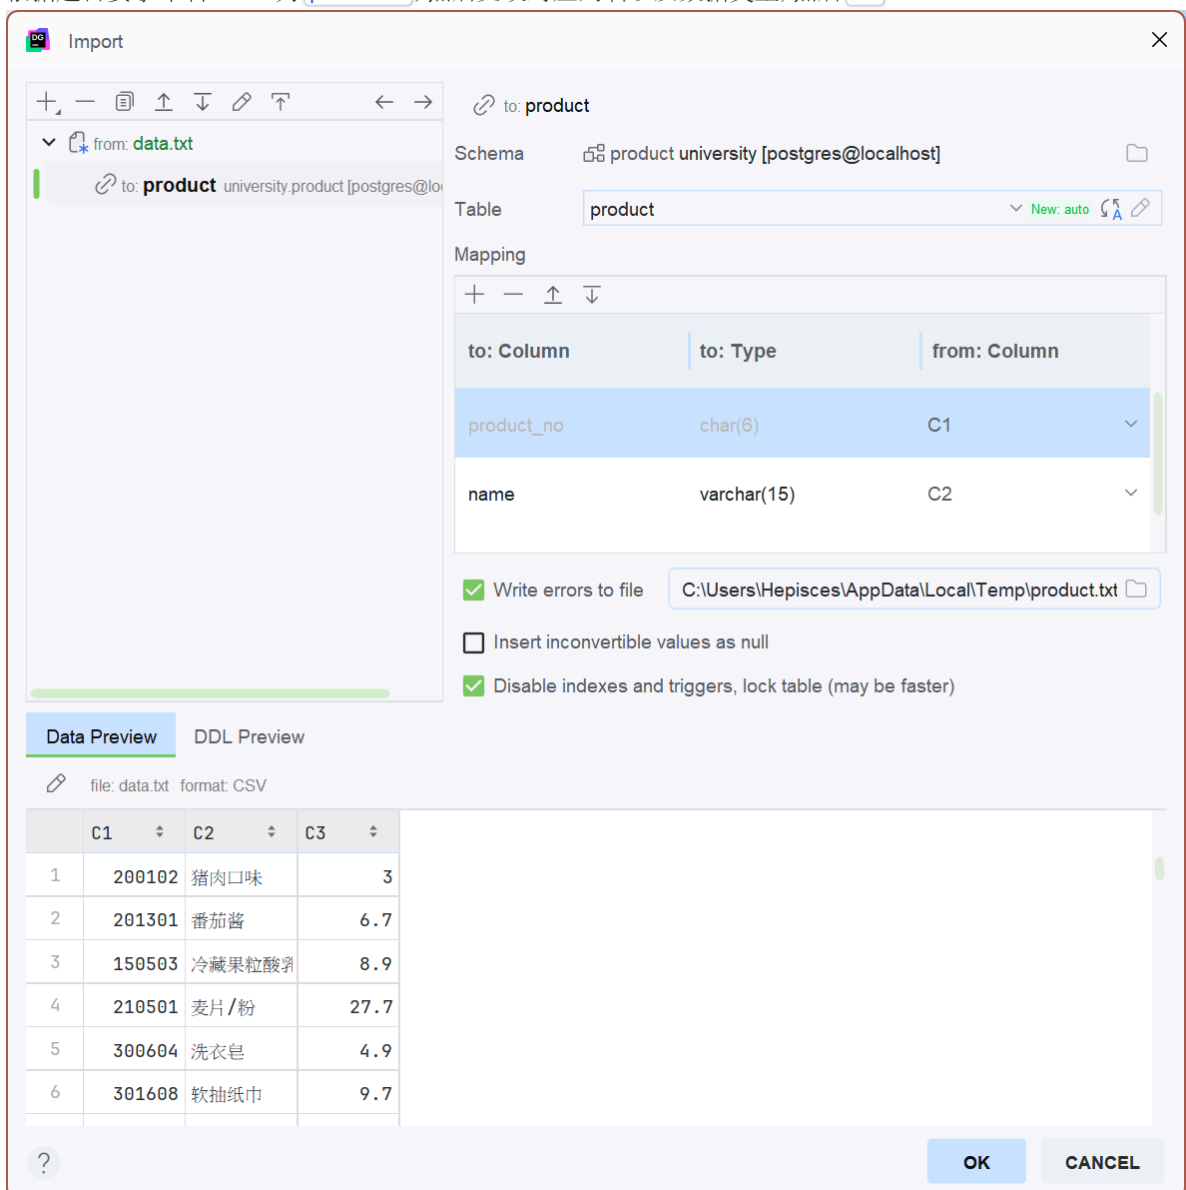 DG
Import
from: data.txt
to: product university.product [postgres@lo
to: product
Schema product university [postgres@localhost]
Table product New: auto
Mapping
to: Column to: Type from: Column
product_no char(6) C1
name varchar(15) C2
Write errors to file C:\Users\Hepisces\AppData\Local\Temp\product.txt
Insert inconvertible values as null
Disable indexes and triggers, lock table (may be faster)
Data Preview DDL Preview
file: data.txt format: CSV
C1 C2 C3
1 200102 猪肉口味 3
2 201301 番茄酱 6.7
3 150503 冷藏果粒酸乳 8.9
4 210501 麦片/粉 27.7
5 300604 洗衣皂 4.9
6 301608 软抽纸巾 9.7
? OK CANCEL